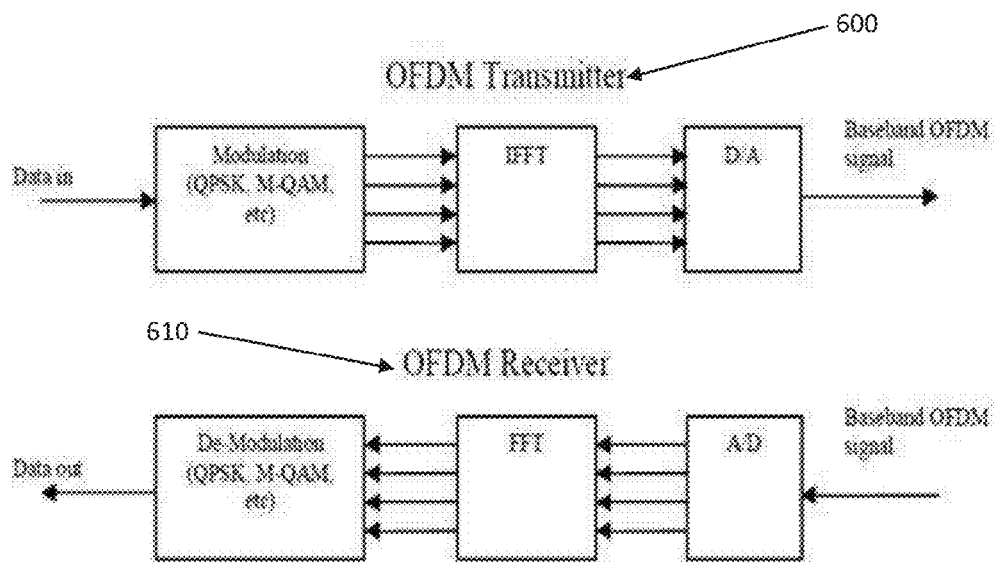 600
OFDM Transmitter
Data in
Modulation
(QPSK, M-QAM,
etc)
IFFT
D/A
Baseband OFDM
signal
610
OFDM Receiver
Data out
De-Modulation
(QPSK, M-QAM,
etc)
FFT
A/D
Baseband OFDM
signal